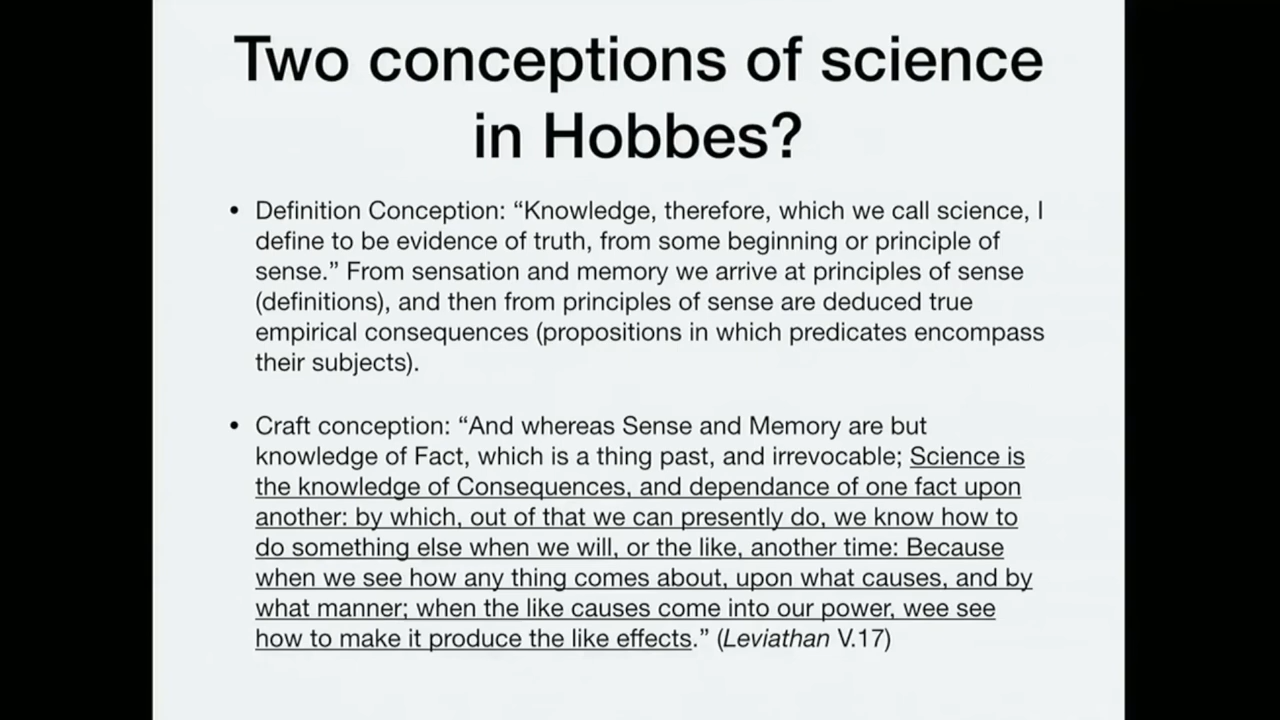 Two conceptions of science
in Hobbes?
• Definition Conception: “Knowledge, therefore, which we call science, I
define to be evidence of truth, from some beginning or principle of
sense.” From sensation and memory we arrive at principles of sense
(definitions), and then from principles of sense are deduced true
empirical consequences (propositions in which predicates encompass
their subjects).
• Craft conception: “And whereas Sense and Memory are but
knowledge of Fact, which is a thing past, and irrevocable; Science is
the knowledge of Consequences, and dependance of one fact upon
another: by which, out of that we can presently do, we know how to
do something else when we will, or the like, another time: Because
when we see how any thing comes about, upon what causes, and by
what manner; when the like causes come into our power, wee see
how to make it produce the like effects.” (Leviathan V.17)